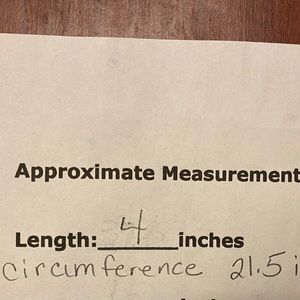 Approximate Measurement
Length: 4 inches
circumference 21.5 i